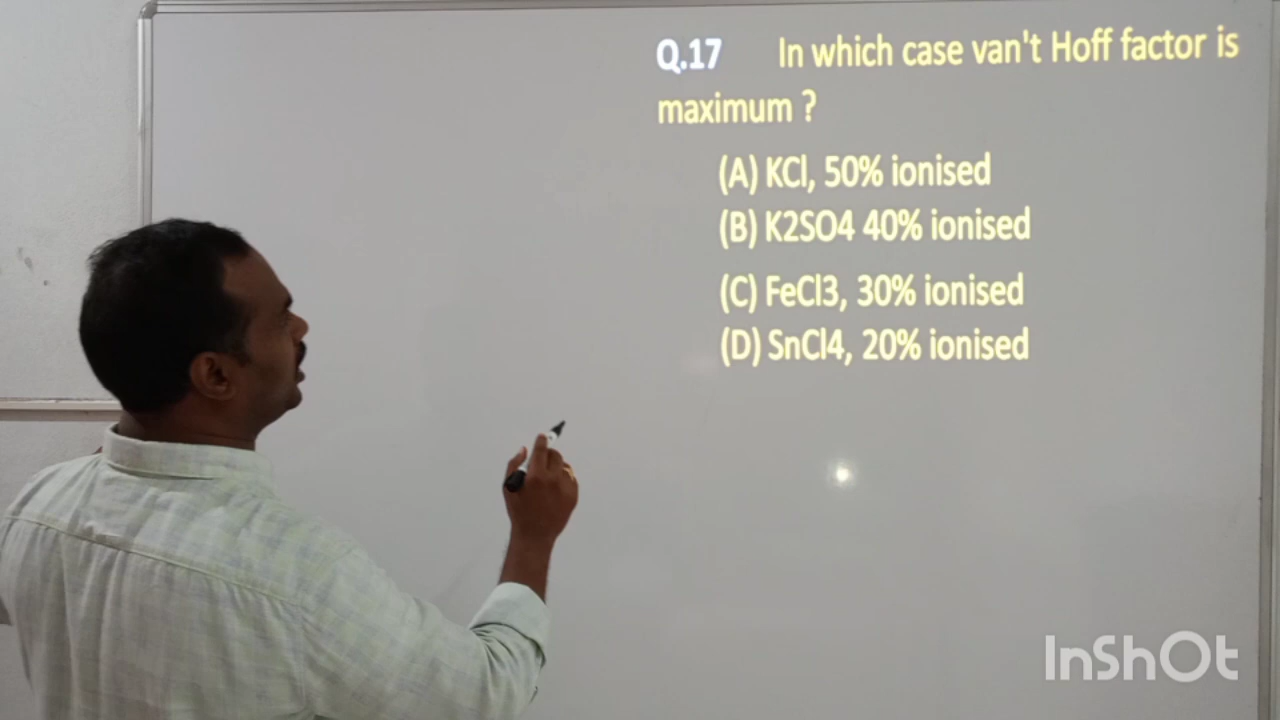 Q.17 In which case van't Hoff factor is
maximum ?
(A) KCl, 50% ionised
(B) K2SO4 40% ionised
(C) FeCl3, 30% ionised
(D) SnCl4, 20% ionised
InShOt